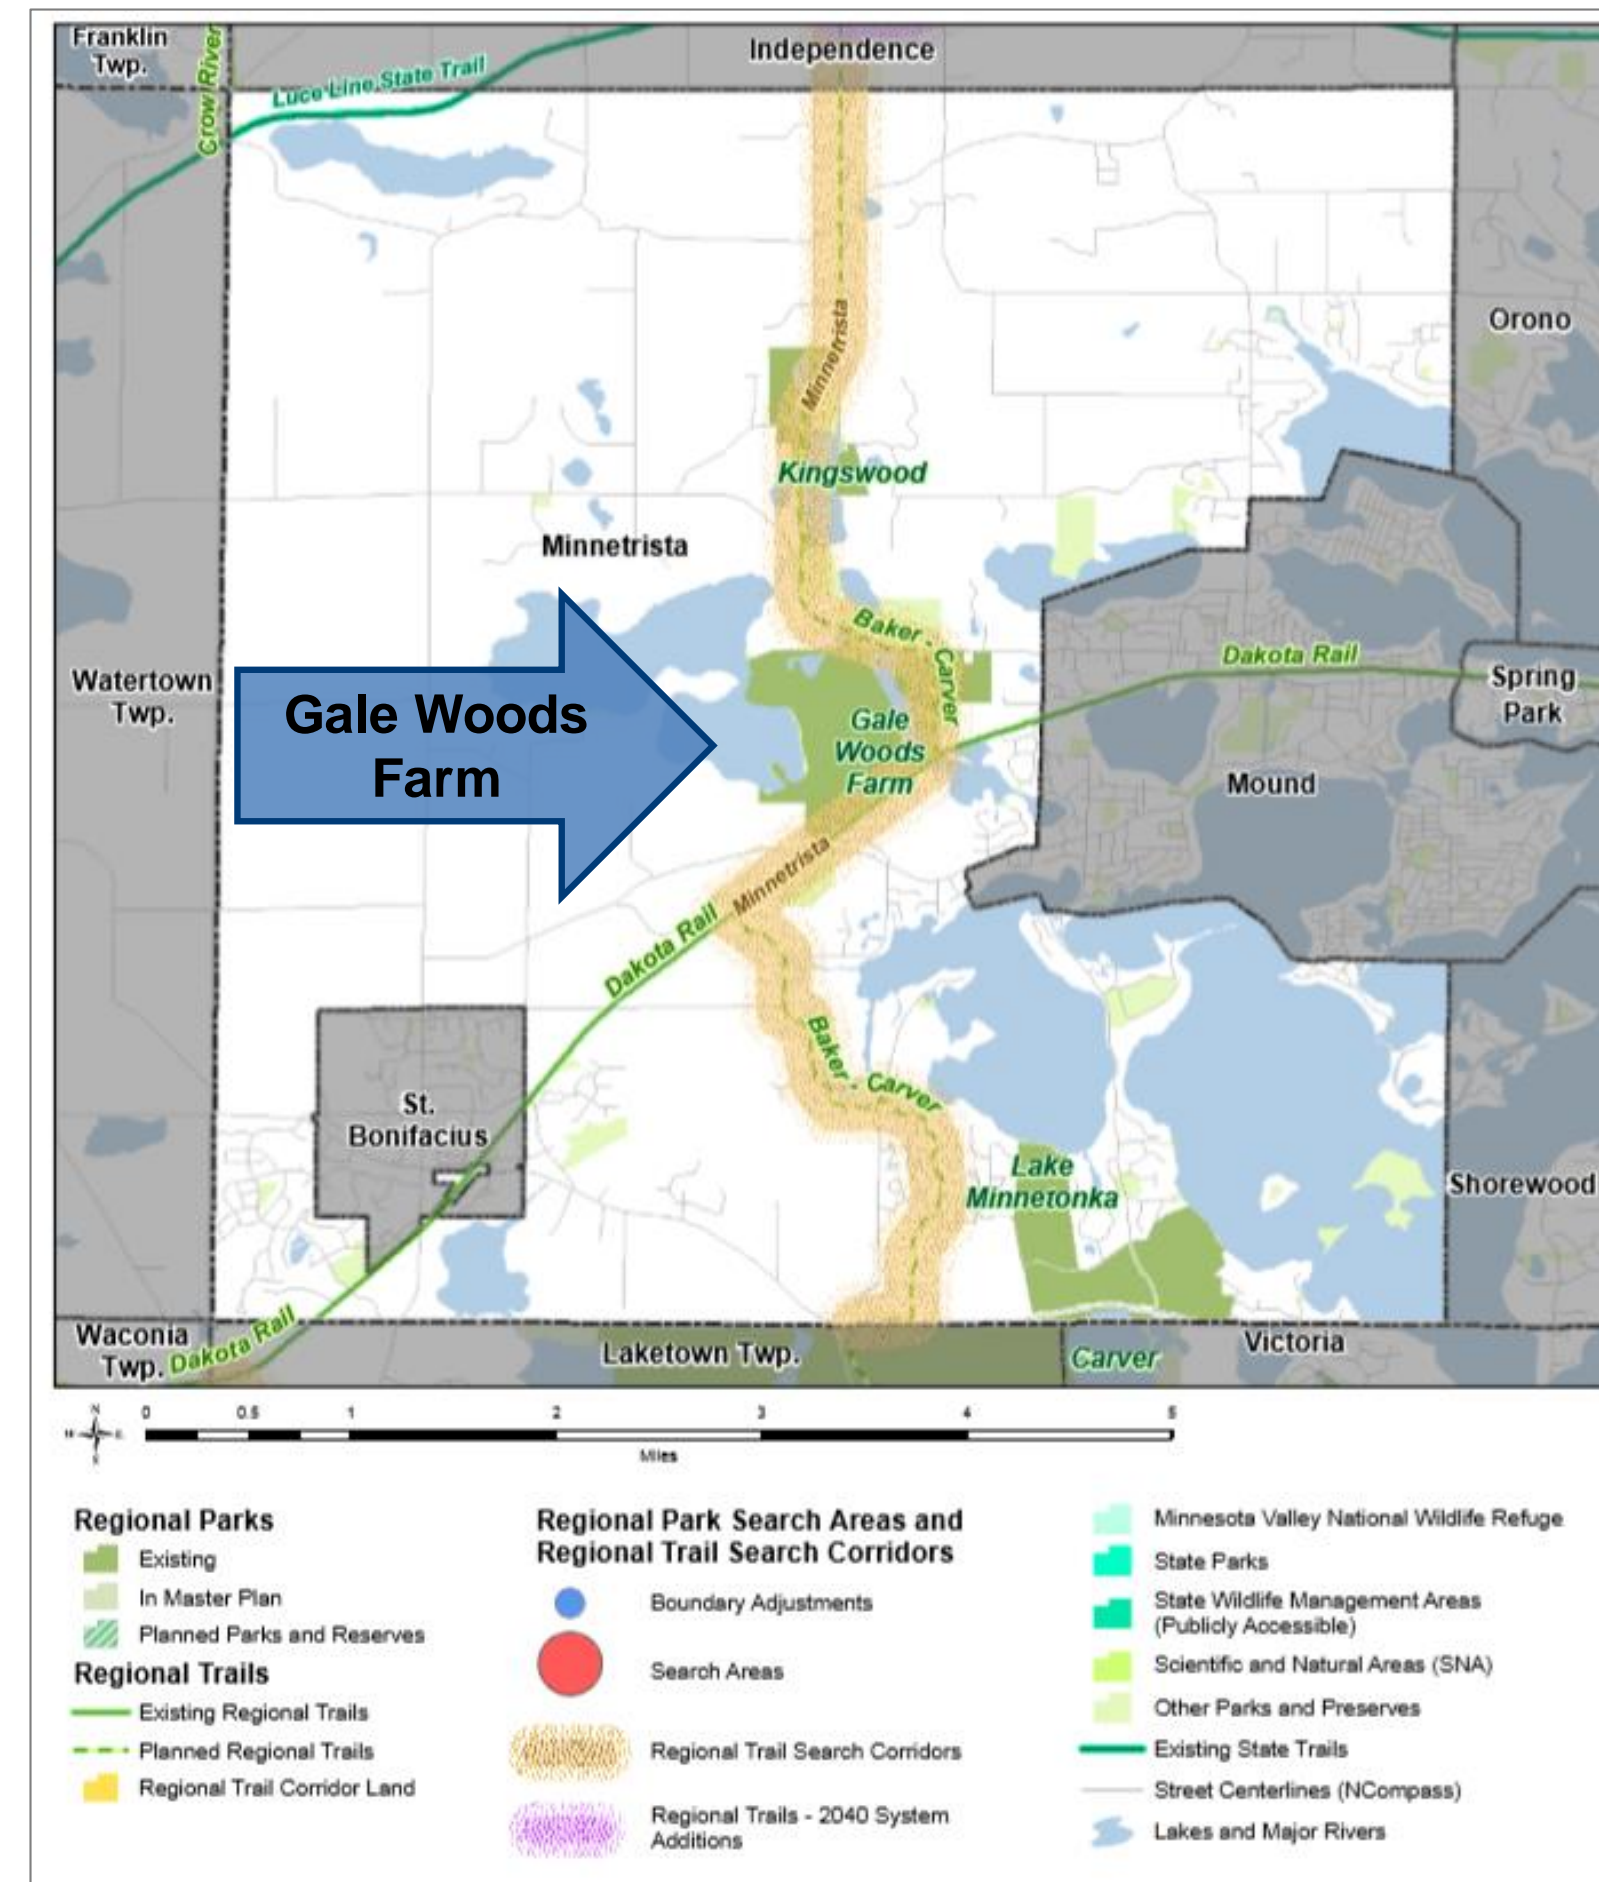 Franklin
Twp.
Crow River
Luce Line State Trail
Independence
Orono
Minnetrista
Kingswood
Minnetrista
Baker - Carver
Dakota Rail
Watertown
Twp.
Gale Woods
Farm
Gale
Woods
Farm
Spring
Park
Mound
Minnetrista
Dakota Rail
Baker - Carver
St.
Bonifacius
Lake
Minnetonka
Shorewood
Waconia
Twp.
Dakota Rail
Laketown Twp.
Carver
Victoria
N
W
E
S
0
0.5
1
2
3
4
5
Miles
Regional Parks
Existing
In Master Plan
Planned Parks and Reserves
Regional Trails
Existing Regional Trails
Planned Regional Trails
Regional Trail Corridor Land
Regional Park Search Areas and
Regional Trail Search Corridors
Boundary Adjustments
Search Areas
Regional Trail Search Corridors
Regional Trails - 2040 System
Additions
Minnesota Valley National Wildlife Refuge
State Parks
State Wildlife Management Areas
(Publicly Accessible)
Scientific and Natural Areas (SNA)
Other Parks and Preserves
Existing State Trails
Street Centerlines (NCompass)
Lakes and Major Rivers